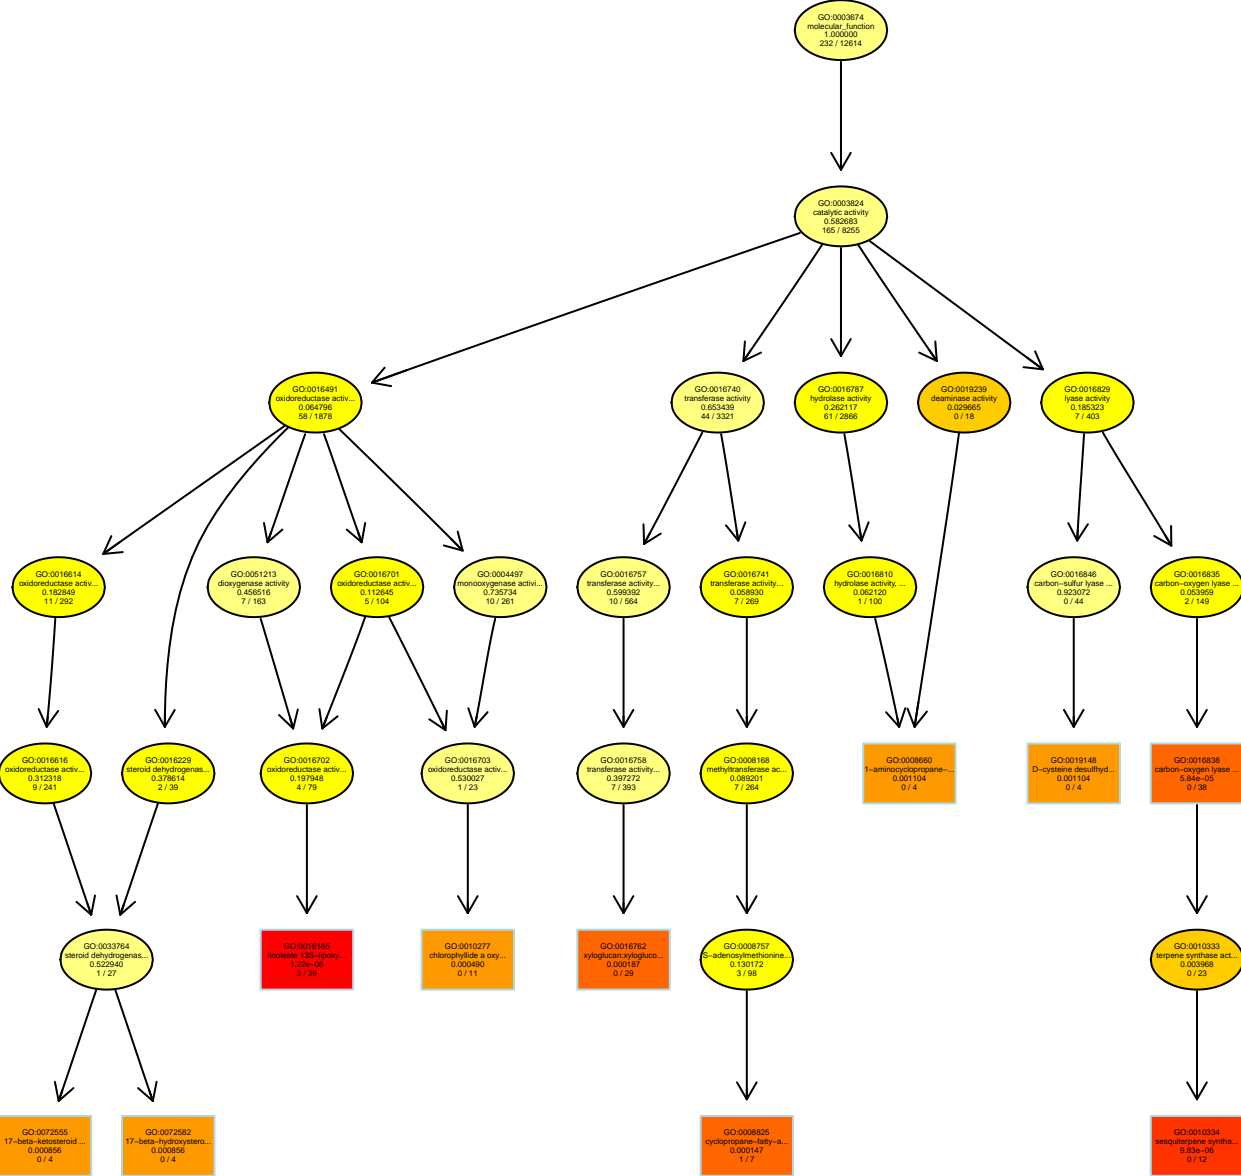 GO:0003674
molecular_function
1.000000
232 / 12614
GO:0003824
catalytic activity
0.582683
165 / 8255
GO:0016491
oxidoreductase activ...
0.064796
58 / 1878
GO:0016740
transferase activity
0.653439
44 / 3321
GO:0016787
hydrolase activity
0.262117
61 / 2866
GO:0019239
deaminase activity
0.029665
0 / 18
GO:0016829
lyase activity
0.185323
7 / 403
GO:0016614
oxidoreductase activ...
0.182849
11 / 292
GO:0051213
dioxygenase activity
0.456516
7 / 163
GO:0016701
oxidoreductase activ...
0.112645
5 / 104
GO:0004497
monooxygenase activi...
0.735734
10 / 261
GO:0016757
transferase activity...
0.599392
10 / 564
GO:0016741
transferase activity...
0.058930
7 / 269
GO:0016810
hydrolase activity, ...
0.062120
1 / 100
GO:0016846
carbon−sulfur lyase ...
0.923072
0 / 44
GO:0016835
carbon−oxygen lyase ...
0.053959
2 / 149
GO:0016616
oxidoreductase activ...
0.312318
9 / 241
GO:0016229
steroid dehydrogenas...
0.378614
2 / 39
GO:0016702
oxidoreductase activ...
0.197948
4 / 79
GO:0016703
oxidoreductase activ...
0.530027
1 / 23
GO:0016758
transferase activity...
0.397272
7 / 393
GO:0008168
methyltransferase ac...
0.089201
7 / 264
GO:0008660
1−aminocyclopropane−...
0.001104
0 / 4
GO:0019148
D−cysteine desulfhyd...
0.001104
0 / 4
GO:0016838
carbon−oxygen lyase ...
5.84e−05
0 / 38
GO:0033764
steroid dehydrogenas...
0.522940
1 / 27
GO:0016165
linoleate 13S−lipoxy...
1.22e−06
3 / 29
GO:0010277
chlorophyllide a oxy...
0.000490
0 / 11
GO:0016762
xyloglucan:xylogluco...
0.000187
0 / 29
GO:0008757
S−adenosylmethionine...
0.130172
3 / 98
GO:0010333
terpene synthase act...
0.003968
0 / 23
GO:0072555
17−beta−ketosteroid ...
0.000856
0 / 4
GO:0072582
17−beta−hydroxystero...
0.000856
0 / 4
GO:0008825
cyclopropane−fatty−a...
0.000147
1 / 7
GO:0010334
sesquiterpene syntha...
9.83e−06
0 / 12